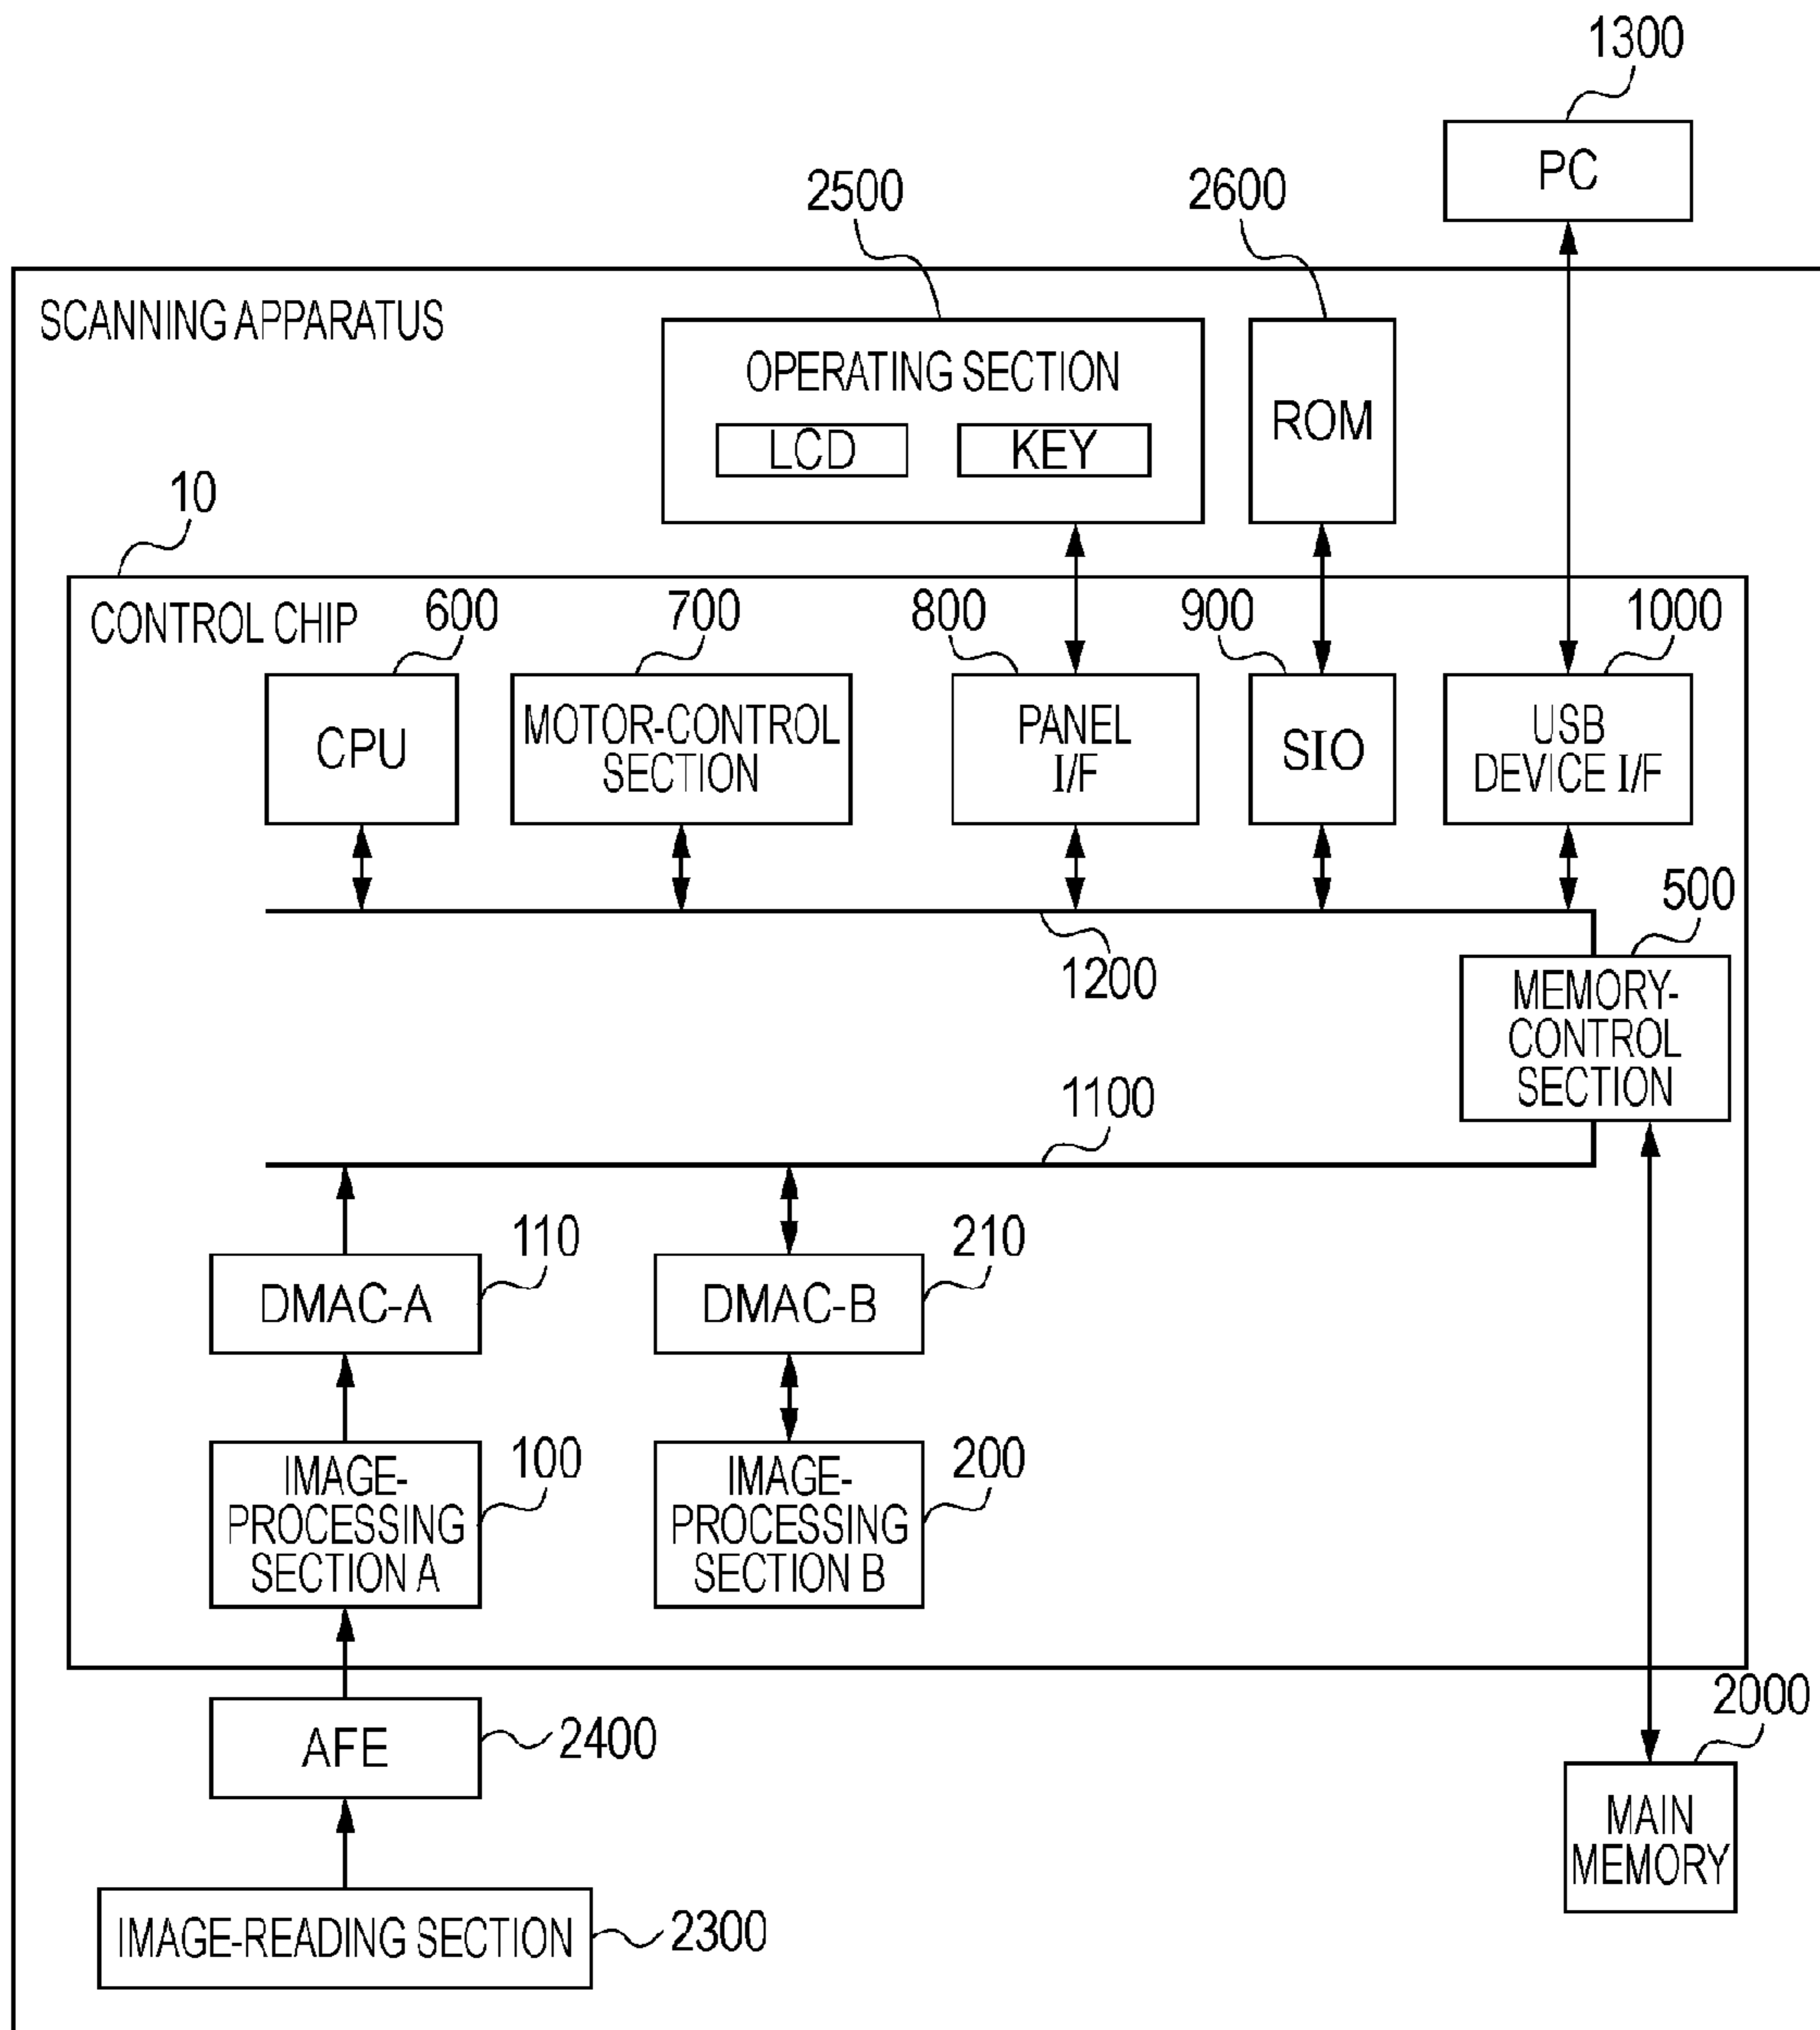 1300
PC
2500
2600
SCANNING APPARATUS
OPERATING SECTION
LCD
KEY
ROM
10
CONTROL CHIP
600
700
800
900
1000
CPU
MOTOR-CONTROL
SECTION
PANEL
I/F
SIO
USB
DEVICE I/F
500
1200
MEMORY-
CONTROL
SECTION
1100
110
210
DMAC-A
DMAC-B
100
200
IMAGE-
PROCESSING
SECTION A
IMAGE-
PROCESSING
SECTION B
2000
AFE
2400
MAIN
MEMORY
IMAGE-READING SECTION
2300